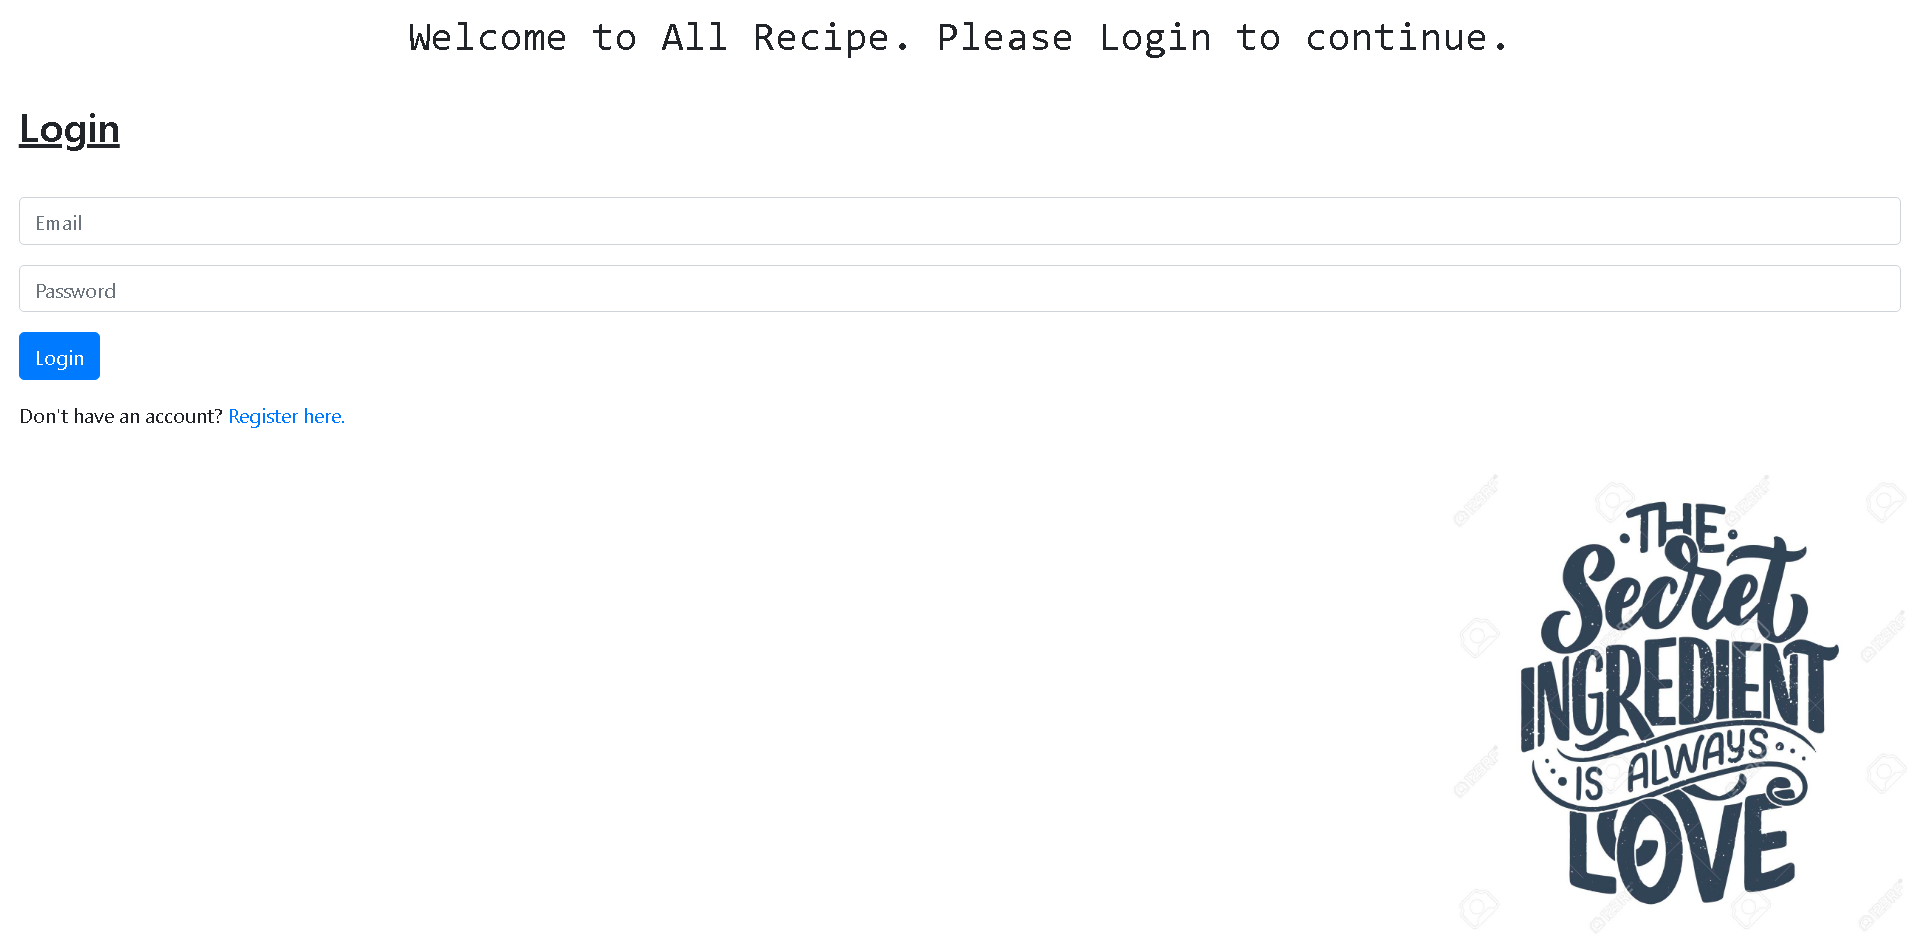 Welcome to All Recipe. Please Login to continue.
Login
Email
Password
Login
Don't have an account? Register here.
·THE·
Secret
INGREDIENT
IS ALWAYS
LOVE